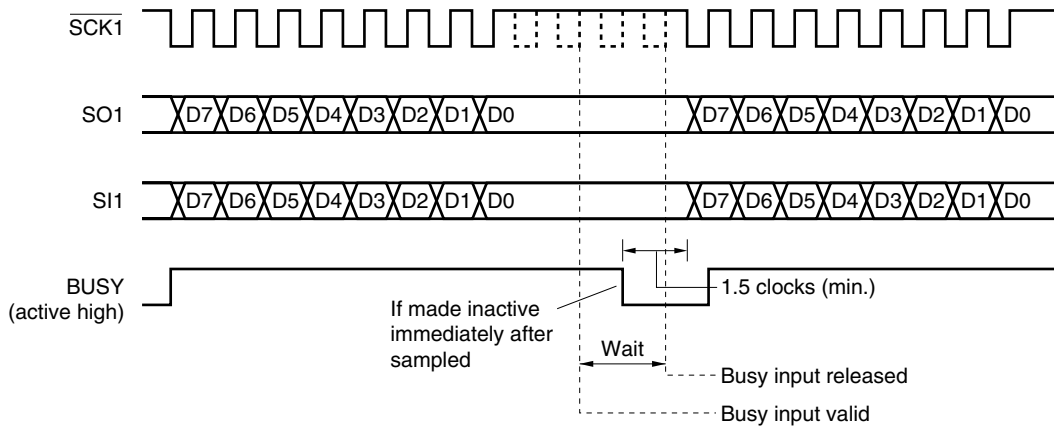 SCK1
SO1 D7 D6 D5 D4 D3 D2 D1 D0 D7 D6 D5 D4 D3 D2 D1 D0
SI1 D7 D6 D5 D4 D3 D2 D1 D0 D7 D6 D5 D4 D3 D2 D1 D0
BUSY
(active high)
1.5 clocks (min.)
If made inactive
immediately after
sampled
Wait
Busy input released
Busy input valid